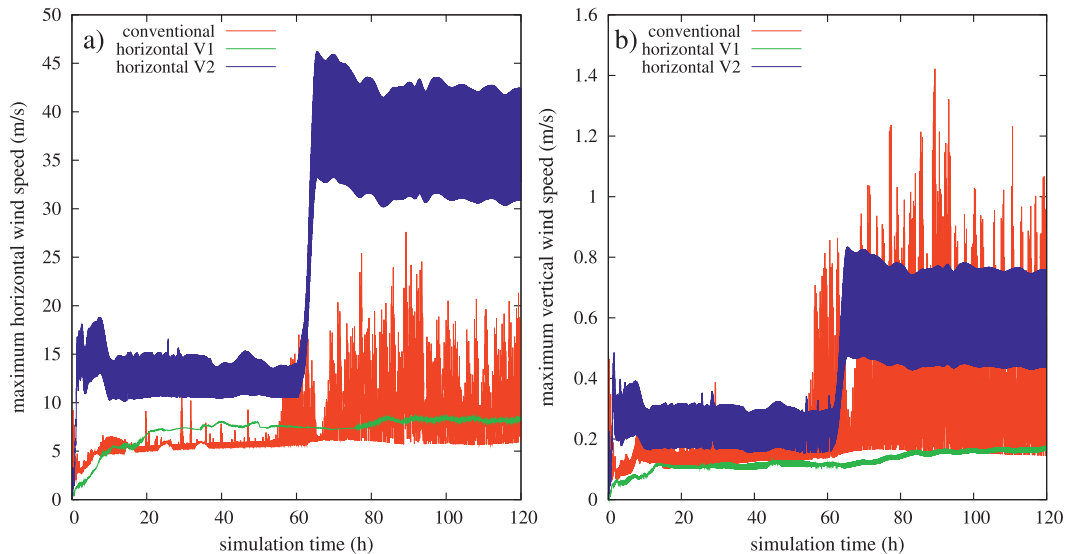 a)
conventional
horizontal V1
horizontal V2
maximum horizontal wind speed (m/s)
50
45
40
35
30
25
20
15
10
5
0
0 20 40 60 80 100 120
simulation time (h)
b)
conventional
horizontal V1
horizontal V2
maximum vertical wind speed (m/s)
1.6
1.4
1.2
1
0.8
0.6
0.4
0.2
0
0 20 40 60 80 100 120
simulation time (h)